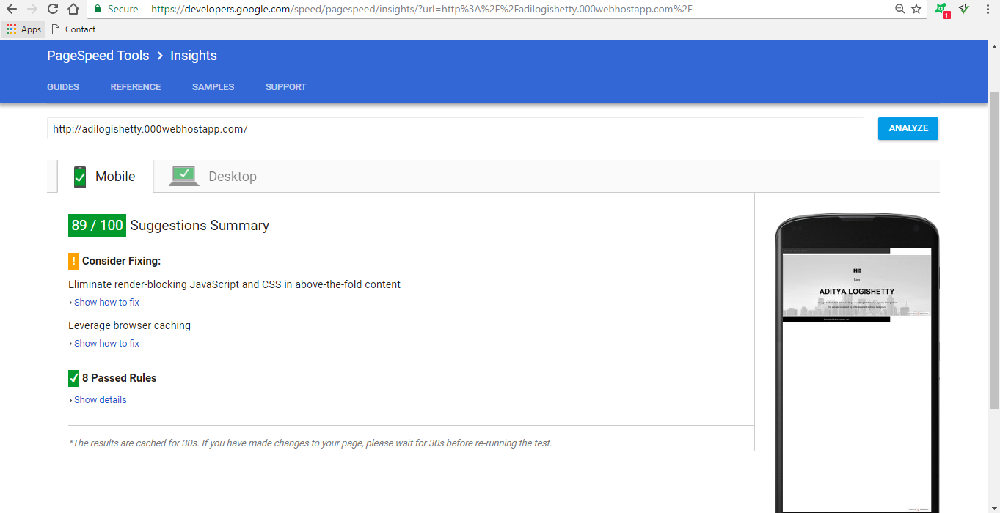 Secure https://developers.google.com/speed/pagespeed/insights/?url=http%3A%2F%2Fadilogishetty.000webhostapp.com%2F
1
Apps Contact
PageSpeed Tools > Insights
GUIDES REFERENCE SAMPLES SUPPORT
http://adilogishetty.000webhostapp.com/ ANALYZE
Mobile Desktop
89 / 100 Suggestions Summary
! Consider Fixing:
Eliminate render-blocking JavaScript and CSS in above-the-fold content
Show how to fix
Leverage browser caching
Show how to fix
8 Passed Rules
Show details
*The results are cached for 30s. If you have made changes to your page, please wait for 30s before re-running the test.
HI!
I am
ADITYA LOGISHETTY